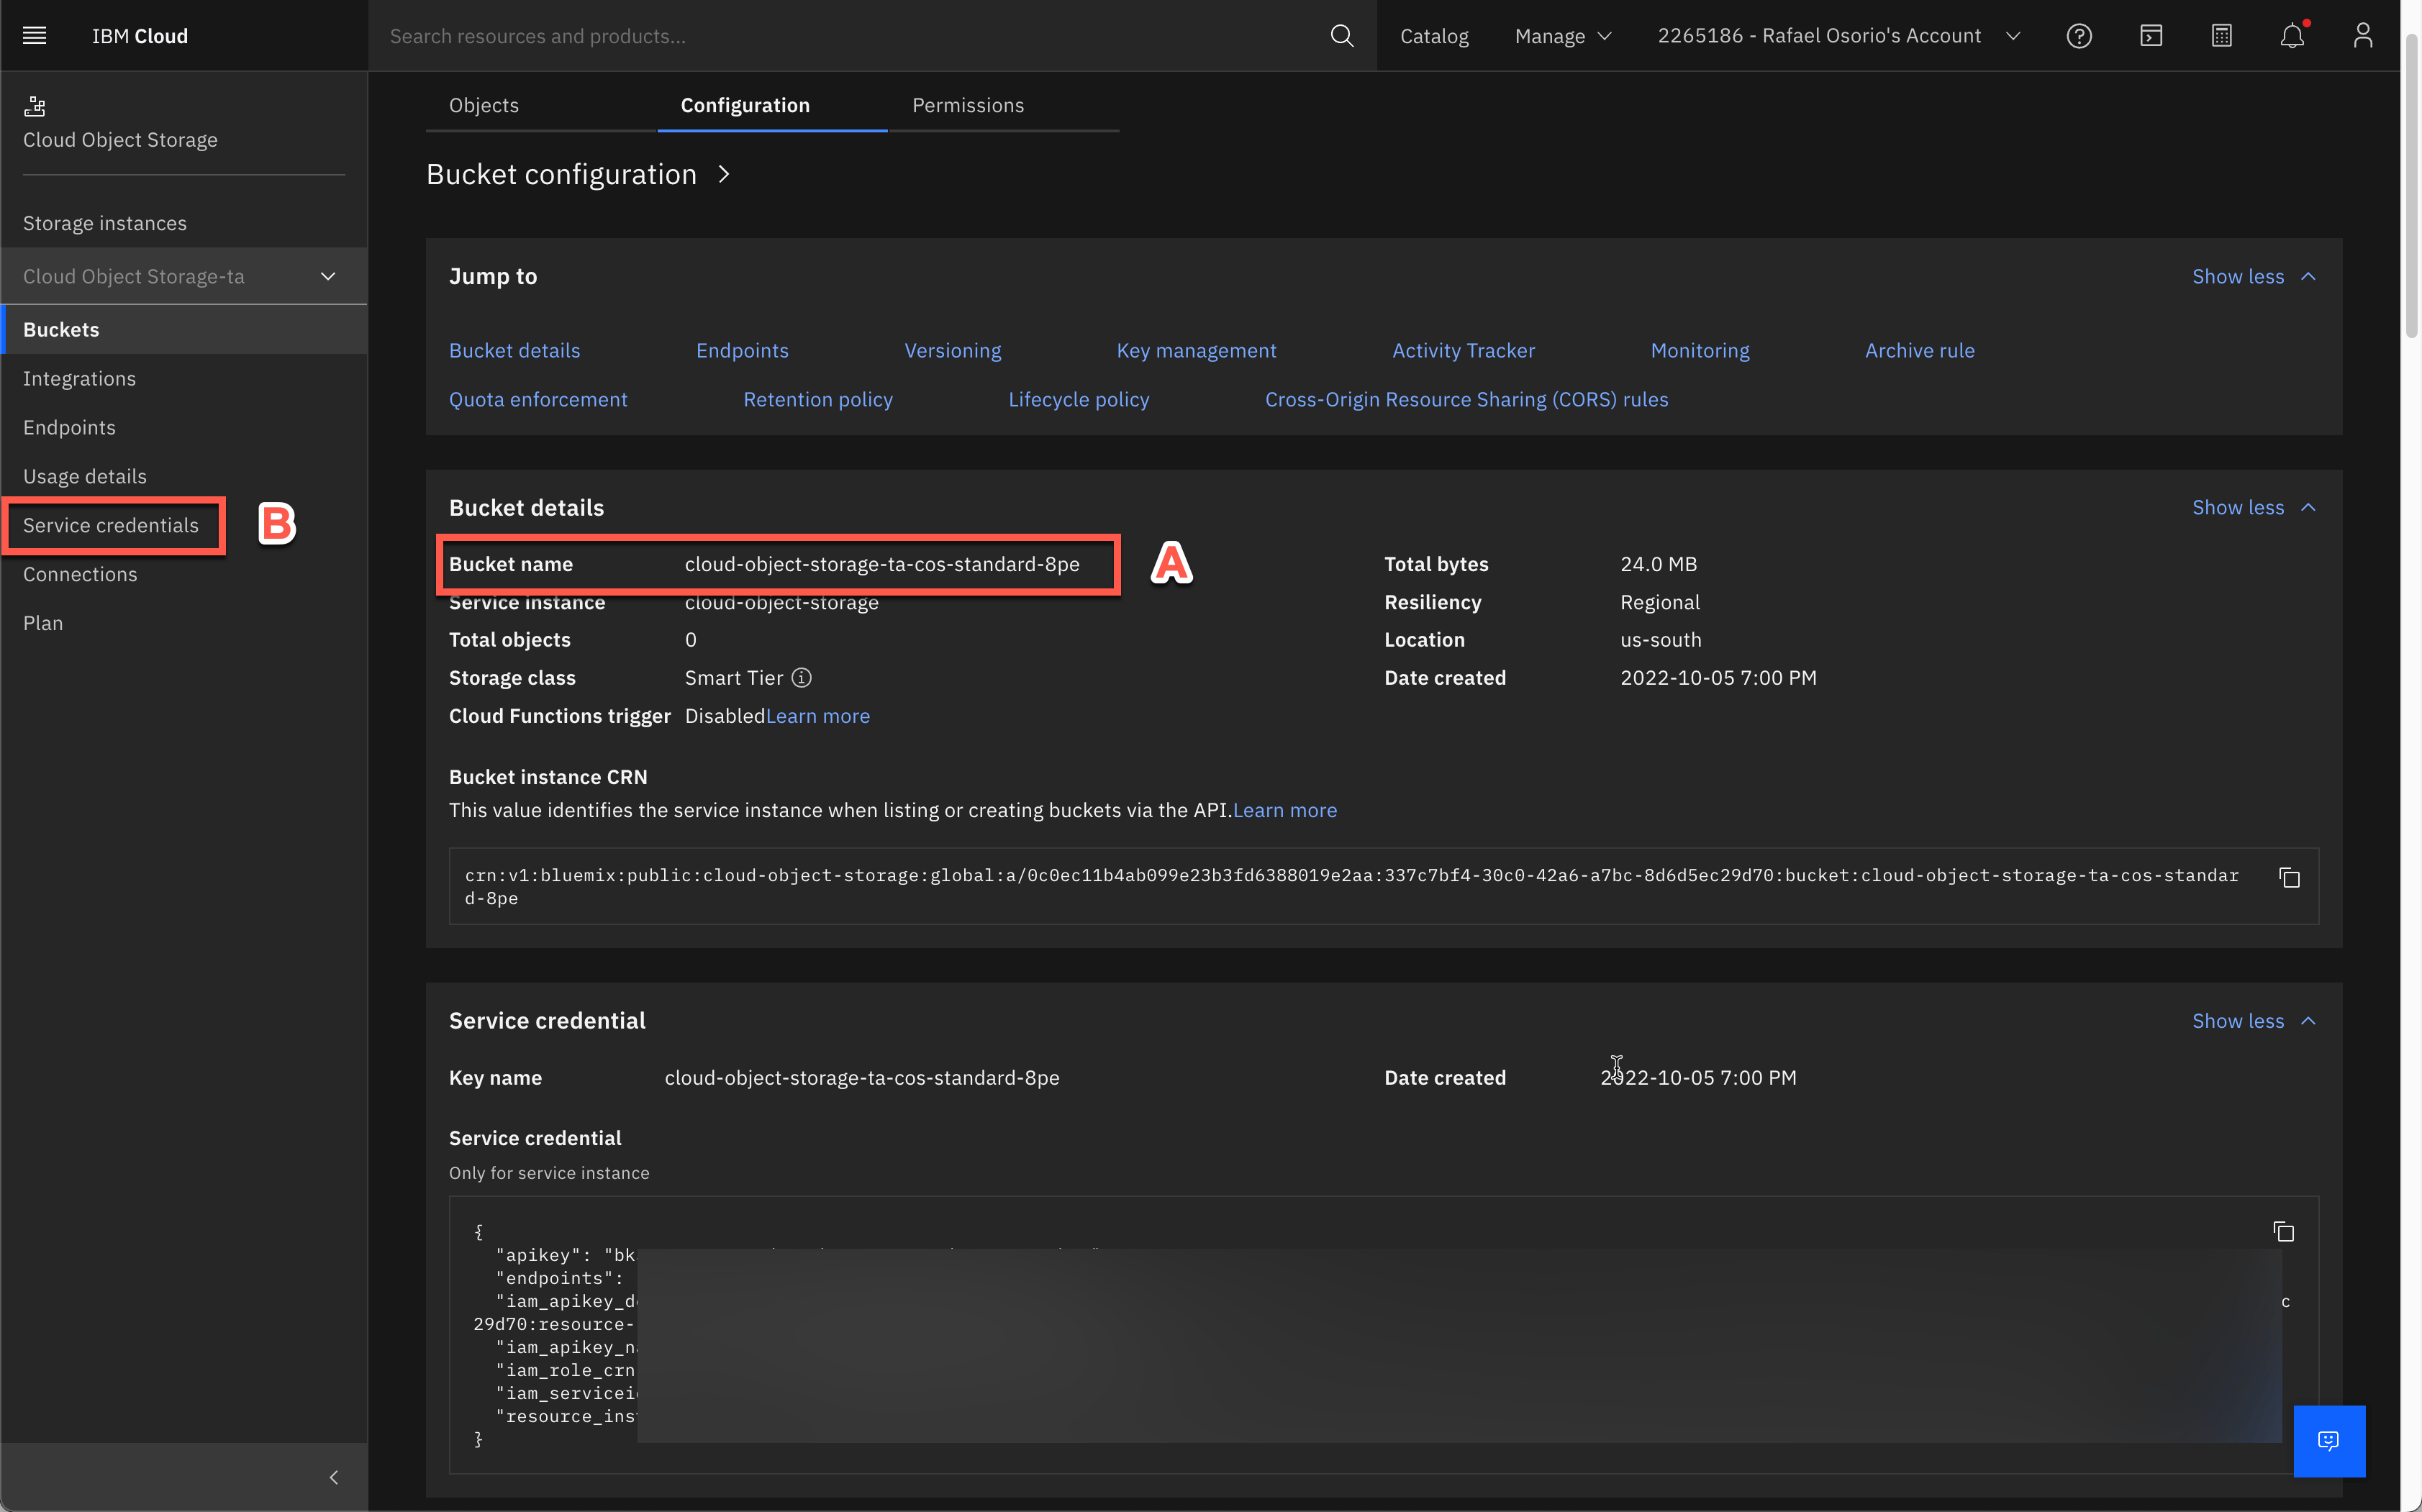 IBM Cloud
Search resources and products...
Catalog
Manage
2265186 - Rafael Osorio's Account
Cloud Object Storage
Storage instances
Cloud Object Storage-ta
Buckets
Integrations
Endpoints
Usage details
Service credentials
B
Connections
Plan
Objects
Configuration
Permissions
Bucket configuration
Jump to
Show less
Bucket details
Endpoints
Versioning
Key management
Activity Tracker
Monitoring
Archive rule
Quota enforcement
Retention policy
Lifecycle policy
Cross-Origin Resource Sharing (CORS) rules
Bucket details
Show less
Bucket name cloud-object-storage-ta-cos-standard-8pe
A
Total bytes 24.0 MB
Service instance cloud-object-storage
Resiliency Regional
Total objects 0
Location us-south
Storage class Smart Tier
Date created 2022-10-05 7:00 PM
Cloud Functions trigger DisabledLearn more
Bucket instance CRN
This value identifies the service instance when listing or creating buckets via the API.Learn more
crn:v1:bluemix:public:cloud-object-storage:global:a/0c0ec11b4ab099e23b3fd6388019e2aa:337c7bf4-30c0-42a6-a7bc-8d6d5ec29d70:bucket:cloud-object-storage-ta-cos-standar
d-8pe
Service credential
Show less
Key name cloud-object-storage-ta-cos-standard-8pe
Date created 2022-10-05 7:00 PM
Service credential
Only for service instance
{
"apikey": "bk
"endpoints":
"iam_apikey_d
c
29d70:resource-
"iam_apikey_n
"iam_role_crn
"iam_servicei
"resource_ins
}